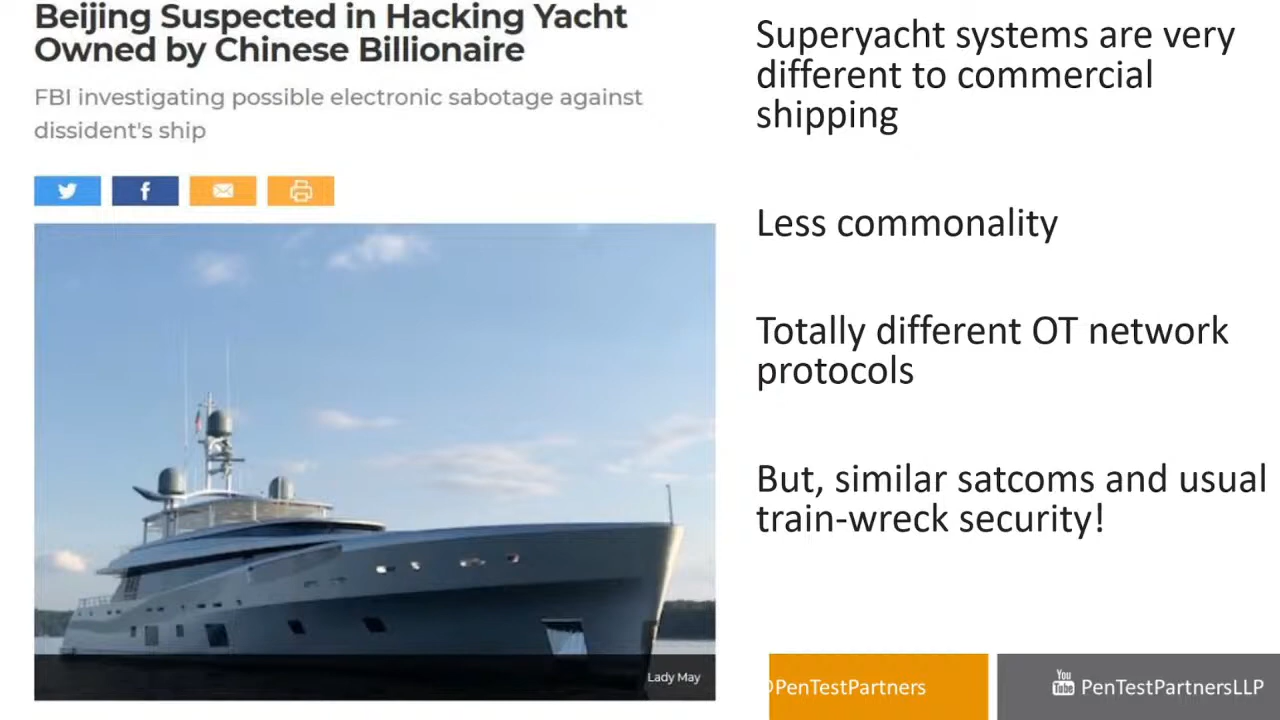 Beijing Suspected in Hacking Yacht
Owned by Chinese Billionaire
FBI investigating possible electronic sabotage against
dissident's ship
Lady May
Superyacht systems are very
different to commercial
shipping
Less commonality
Totally different OT network
protocols
But, similar satcoms and usual
train-wreck security!
PenTestPartners
You
Tube
PenTestPartnersLLP